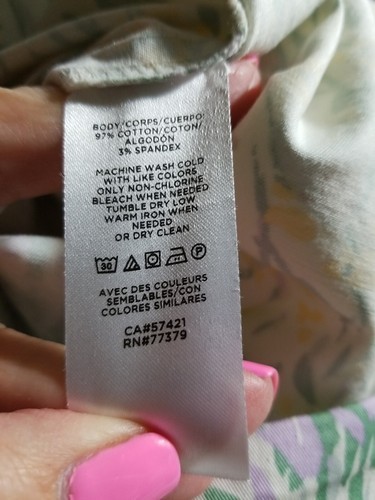 BODY/CORPS/CUERPO:
97% COTTON/COTON/
ALGODÓN
3% SPANDEX
MACHINE WASH COLD
WITH LIKE COLORS
ONLY NON-CHLORINE
BLEACH WHEN NEEDED
TUMBLE DRY LOW
WARM IRON WHEN
NEEDED
OR DRY CLEAN
30 P
AVEC DES COULEURS
SEMBLABLES/CON
COLORES SIMILARES
CA#57421
RN#77379